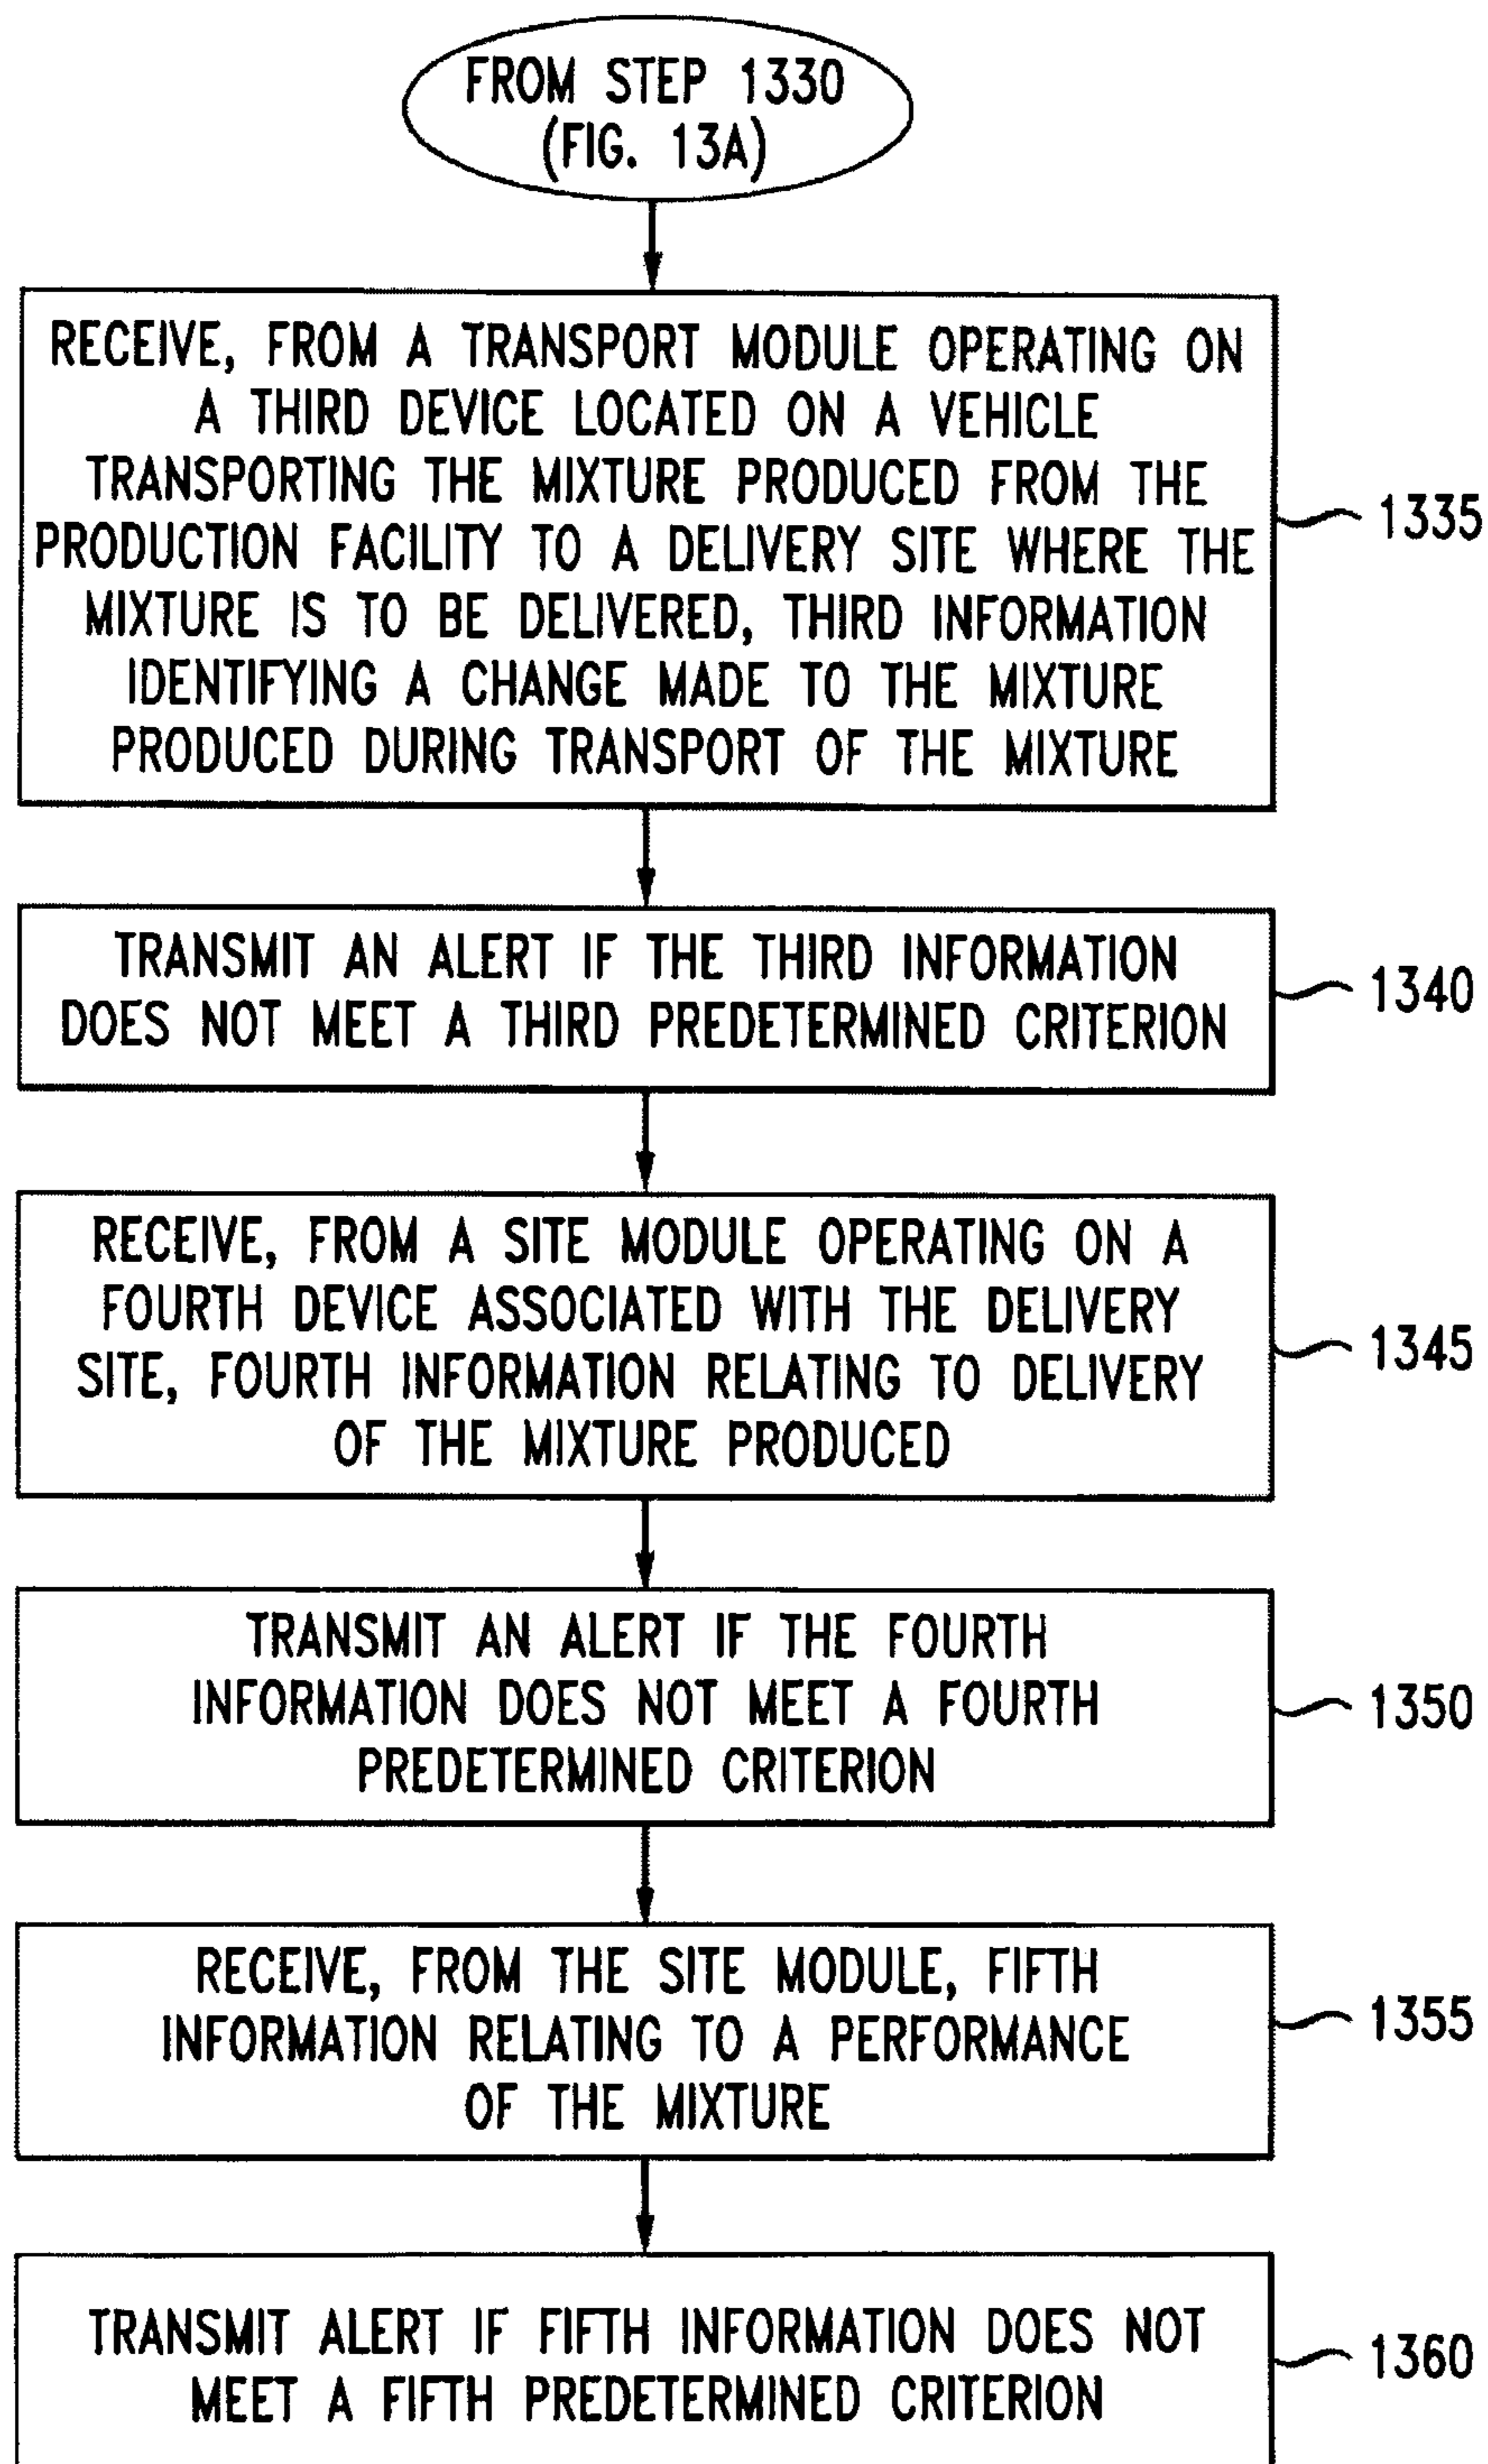 FROM STEP 1330
(FIG. 13A)
RECEIVE, FROM A TRANSPORT MODULE OPERATING ON
A THIRD DEVICE LOCATED ON A VEHICLE
TRANSPORTING THE MIXTURE PRODUCED FROM THE
PRODUCTION FACILITY TO A DELIVERY SITE WHERE THE
MIXTURE IS TO BE DELIVERED, THIRD INFORMATION
IDENTIFYING A CHANGE MADE TO THE MIXTURE
PRODUCED DURING TRANSPORT OF THE MIXTURE
1335
TRANSMIT AN ALERT IF THE THIRD INFORMATION
DOES NOT MEET A THIRD PREDETERMINED CRITERION
1340
RECEIVE, FROM A SITE MODULE OPERATING ON A
FOURTH DEVICE ASSOCIATED WITH THE DELIVERY
SITE, FOURTH INFORMATION RELATING TO DELIVERY
OF THE MIXTURE PRODUCED
1345
TRANSMIT AN ALERT IF THE FOURTH
INFORMATION DOES NOT MEET A FOURTH
PREDETERMINED CRITERION
1350
RECEIVE, FROM THE SITE MODULE, FIFTH
INFORMATION RELATING TO A PERFORMANCE
OF THE MIXTURE
1355
TRANSMIT ALERT IF FIFTH INFORMATION DOES NOT
MEET A FIFTH PREDETERMINED CRITERION
1360